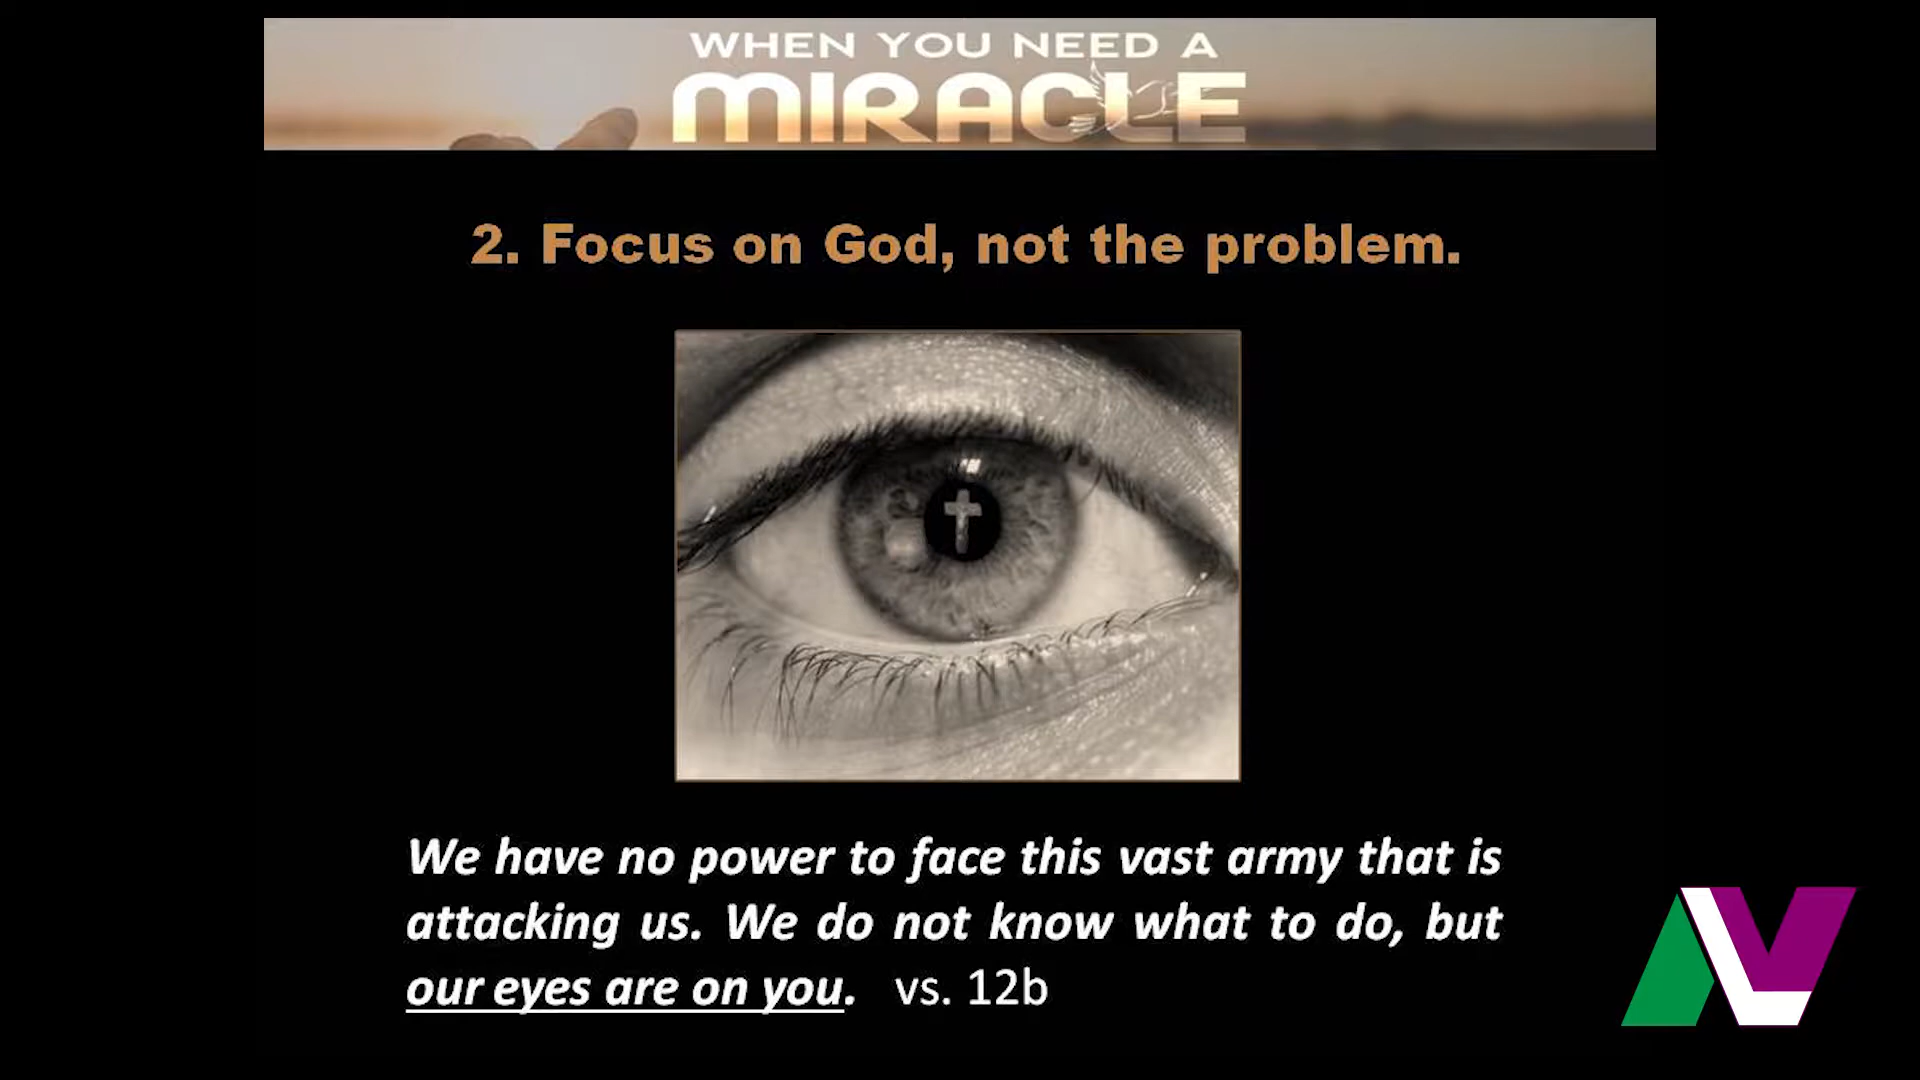 WHEN YOU NEED A
MIRACLE
2. Focus on God, not the problem.
We have no power to face this vast army that is
attacking us. We do not know what to do, but
our eyes are on you. vs. 12b